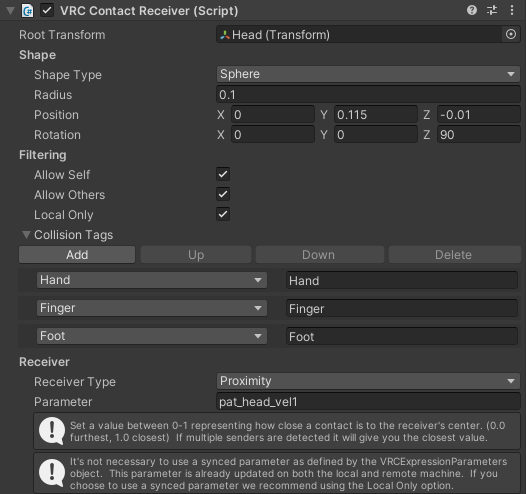 VRC Contact Receiver (Script)
Root Transform Head (Transform)
Shape
Shape Type Sphere
Radius 0.1
Position X 0 Y 0.115 Z -0.01
Rotation X 0 Y 0 Z 90
Filtering
Allow Self
Allow Others
Local Only
Collision Tags
Add Up Down Delete
Hand Hand
Finger Finger
Foot Foot
Receiver
Receiver Type Proximity
Parameter pat_head_vel1
Set a value between 0-1 representing how close a contact is to the receiver's center. (0.0
furthest, 1.0 closest) If multiple senders are detected it will give you the closest value.
It's not necessary to use a synced parameter as defined by the VRCExpressionParameters
object. This parameter is already updated on both the local and remote machine. If you
choose to use a synced parameter we recommend using the Local Only option.